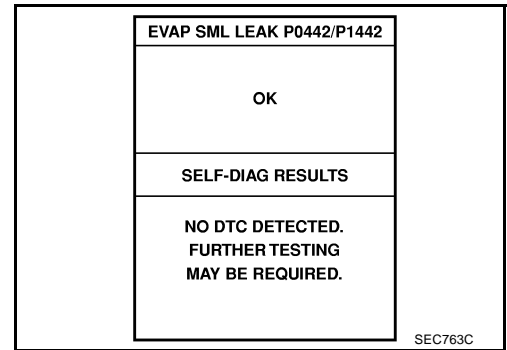 EVAP SML LEAK P0442/P1442
OK
SELF-DIAG RESULTS
NO DTC DETECTED.
FURTHER TESTING
MAY BE REQUIRED.
SEC763C